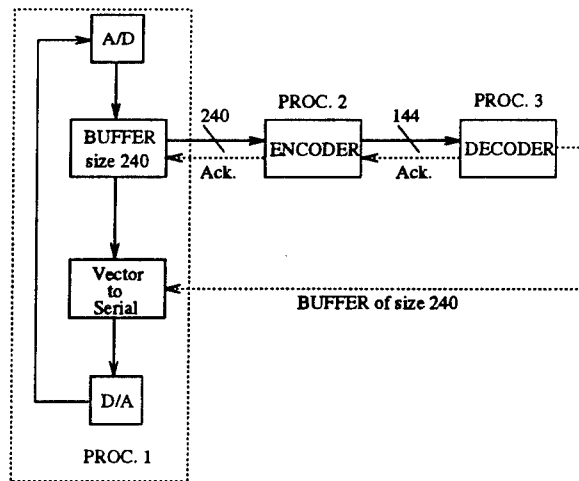 A/D
BUFFER
size 240
240
Ack.
PROC. 2
ENCODER
144
Ack.
PROC. 3
DECODER
Vector
to
Serial
BUFFER of size 240
D/A
PROC. 1